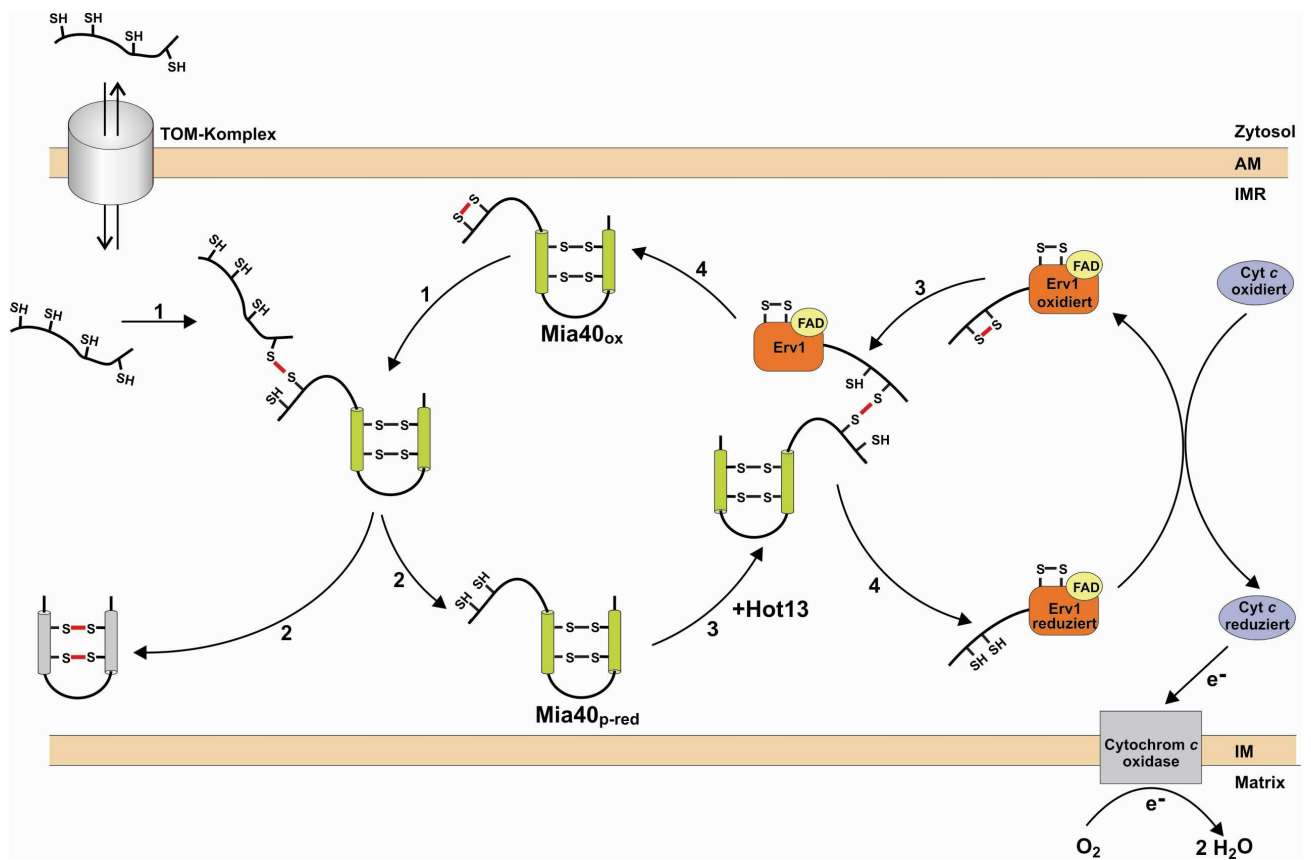 SH
SH
SH
SH
TOM-Komplex
Zytosol
AM
IMR
SH
SH
SH
SH
1
SH
SH
SH
S
S
SH
S–S
S–S
S
S
S–S
S–S
Mia40ox
1
4
S–S
FAD
Erv1
SH
S
S
SH
3
S–S
FAD
Erv1
oxidiert
S
S
Cyt c
oxidiert
S–S
S–S
2
2
S–S
S–S
SH
SH
S–S
S–S
Mia40p-red
3
+Hot13
4
S–S
FAD
Erv1
reduziert
SH
SH
Cyt c
reduziert
e-
Cytochrom c
oxidase
IM
Matrix
e-
O2
2 H2O